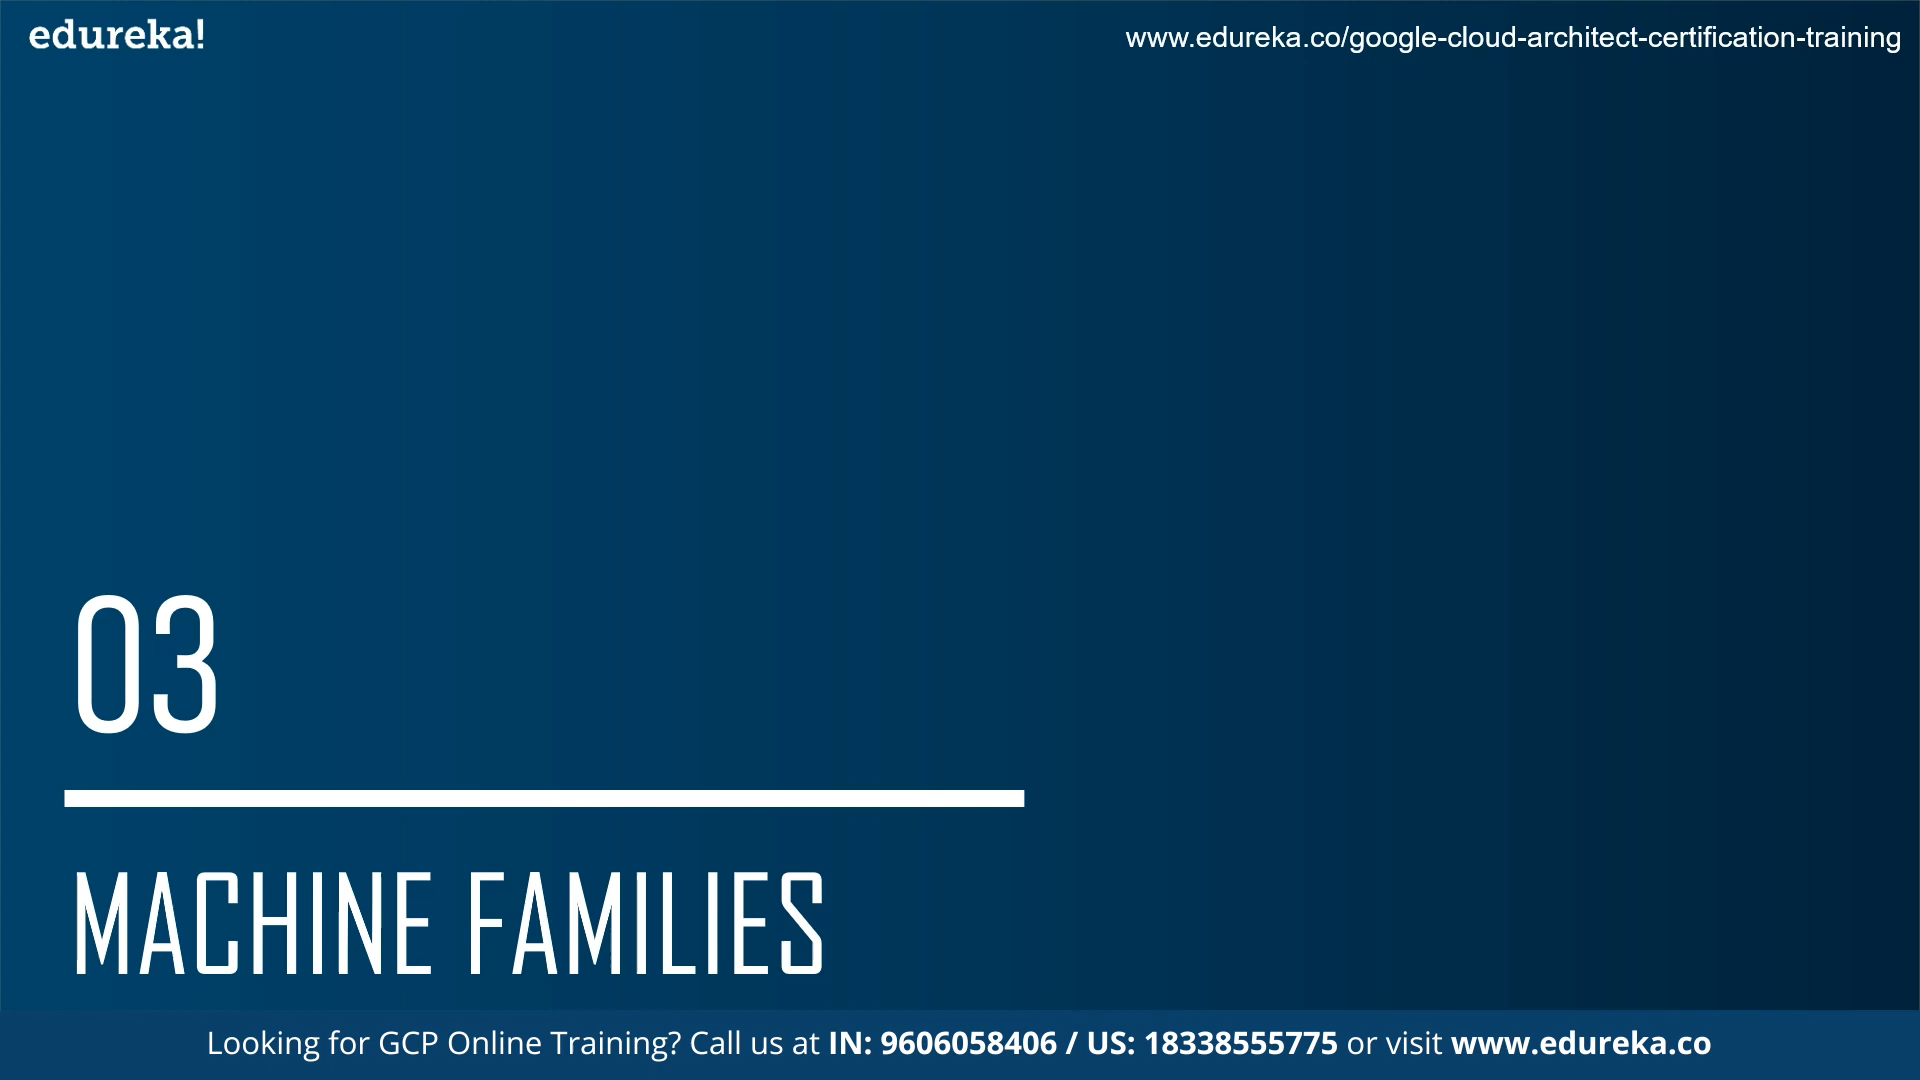 edureka!
www.edureka.co/google-cloud-architect-certification-training
03
MACHINE FAMILIES
Looking for GCP Online Training? Call us at IN: 9606058406 / US: 18338555775 or visit www.edureka.co